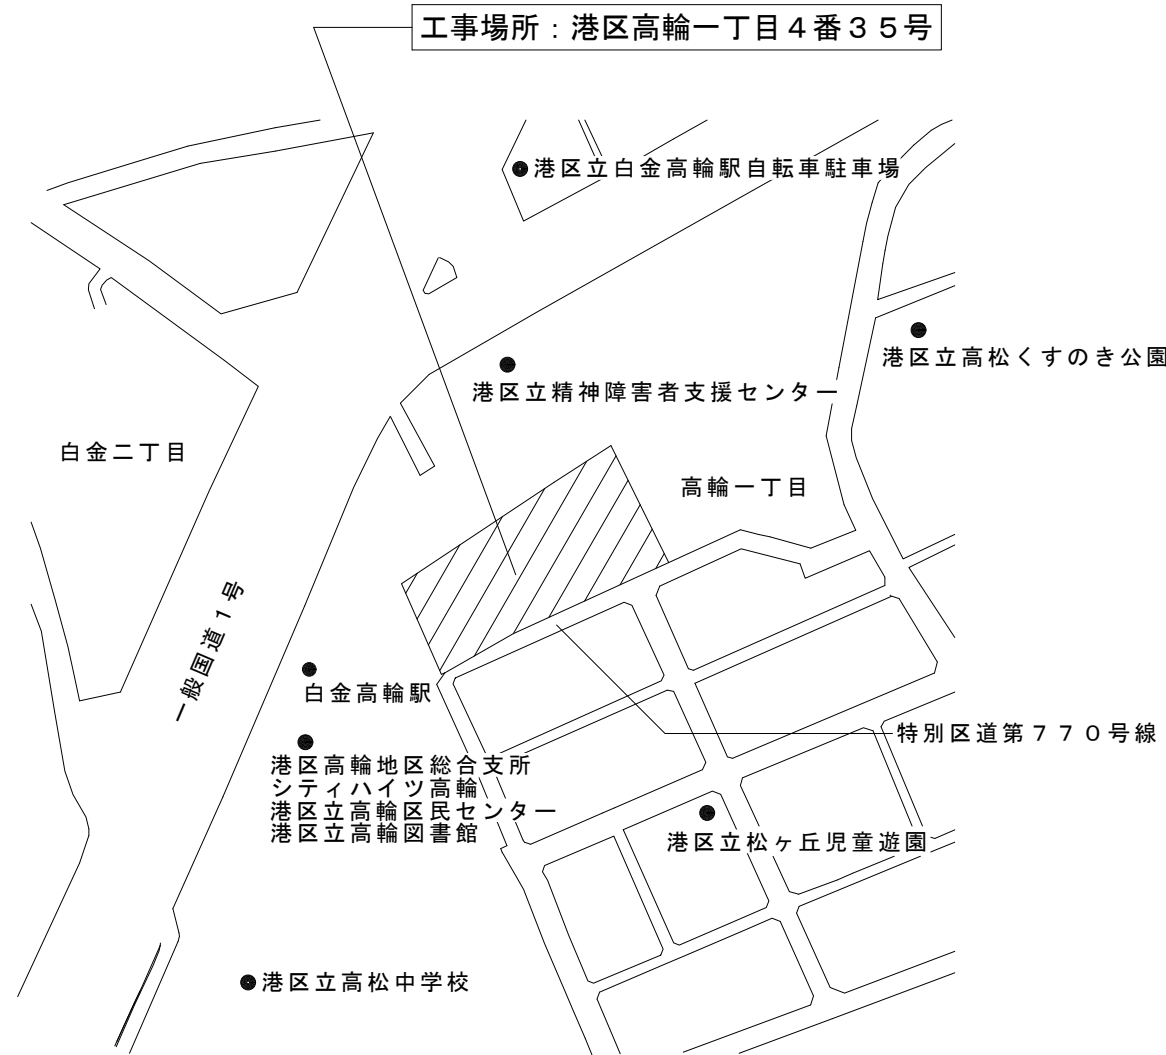 工事場所：港区高輪一丁目４番３５号
港区立白金高輪駅自転車駐車場
港区立高松くすのき公園
港区立精神障害者支援センター
白金二丁目
高輪一丁目
一般国道１号
白金高輪駅
特別区道第７７０号線
港区高輪地区総合支所
シティハイツ高輪
港区立高輪区民センター
港区立高輪図書館
港区立松ヶ丘児童遊園
港区立高松中学校